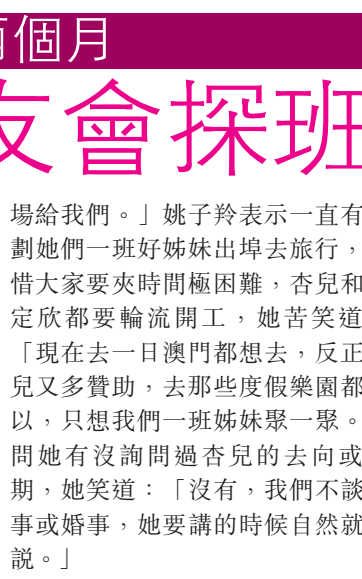 兩個月
友會探班
場給我們。」姚子羚表示一直有
劃她們一班好姊妹出埠去旅行，
惜大家要夾時間極困難，杏兒和
定欣都要輪流開工，她苦笑道
「現在去一日澳門都想去，反正
兒又多贊助，去那些度假樂園都
以，只想我們一班姊妹聚一聚。
問她有沒詢問過杏兒的去向或
期，她笑道：「沒有，我們不談
事或婚事，她要講的時候自然就
説。」